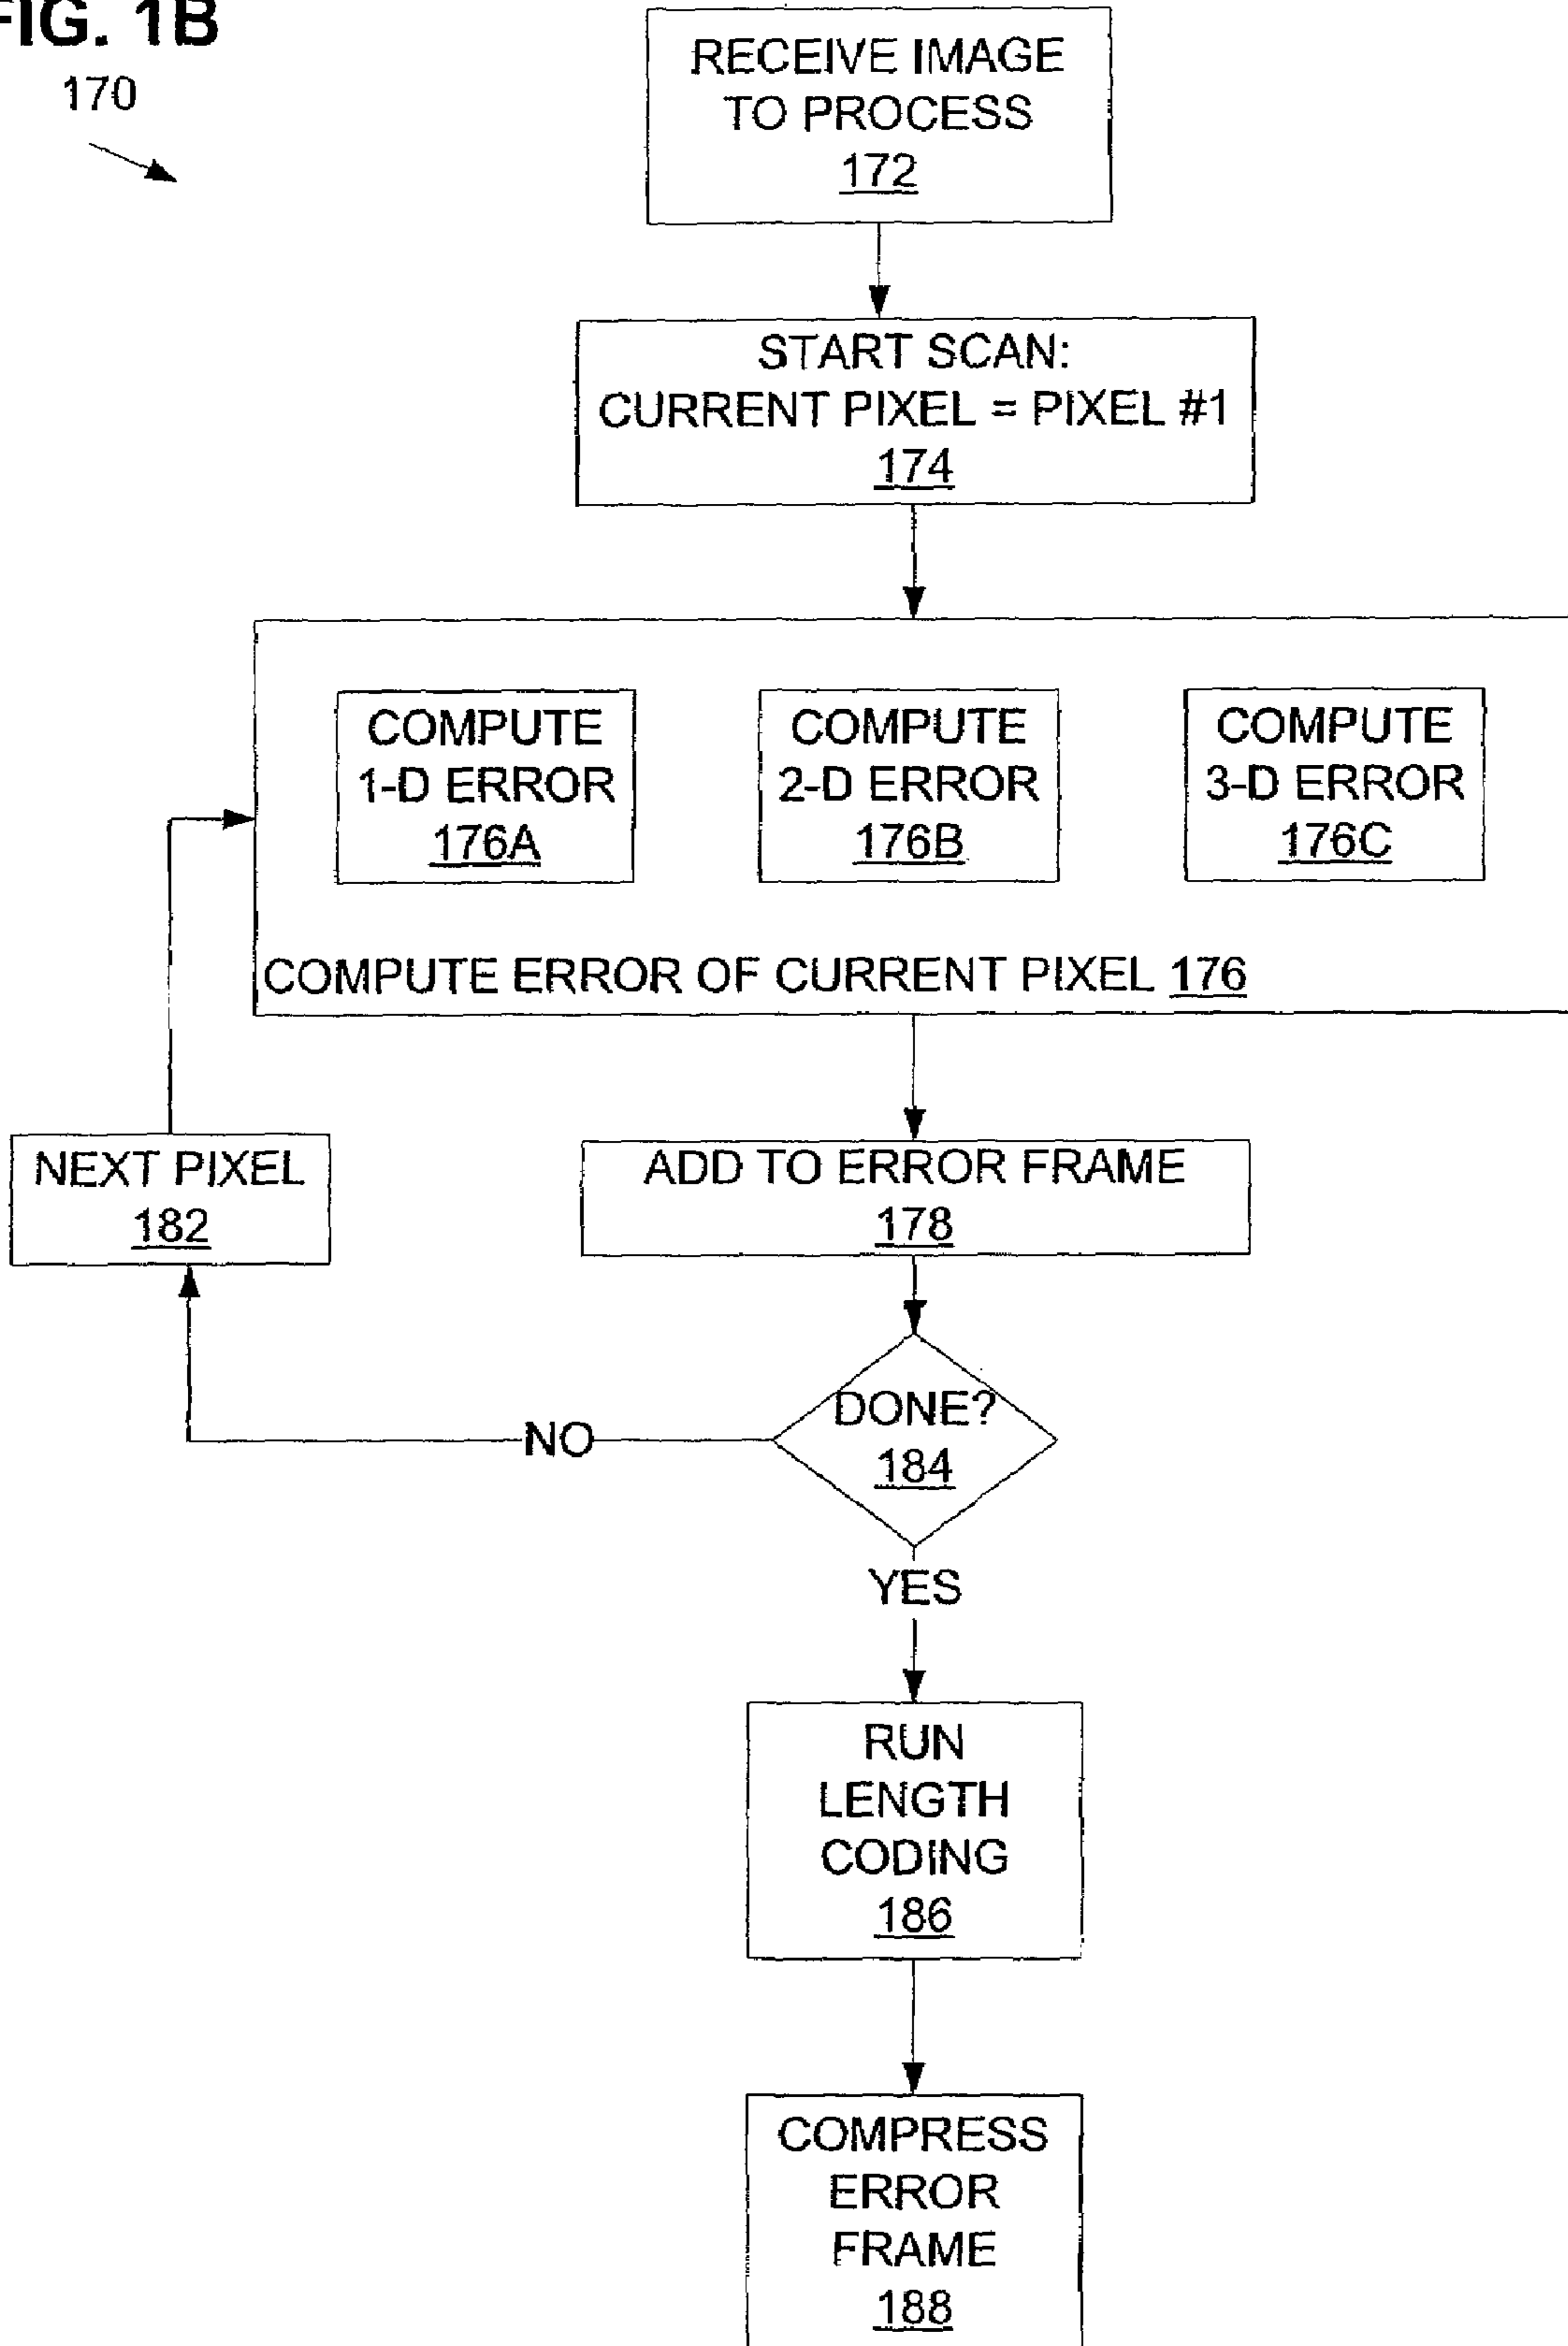 FIG. 1B
170
RECEIVE IMAGE
TO PROCESS
172
START SCAN:
CURRENT PIXEL = PIXEL #1
174
COMPUTE
1-D ERROR
176A
COMPUTE
2-D ERROR
176B
COMPUTE
3-D ERROR
176C
COMPUTE ERROR OF CURRENT PIXEL 176
NEXT PIXEL
182
ADD TO ERROR FRAME
178
DONE?
184
NO
YES
RUN
LENGTH
CODING
186
COMPRESS
ERROR
FRAME
188